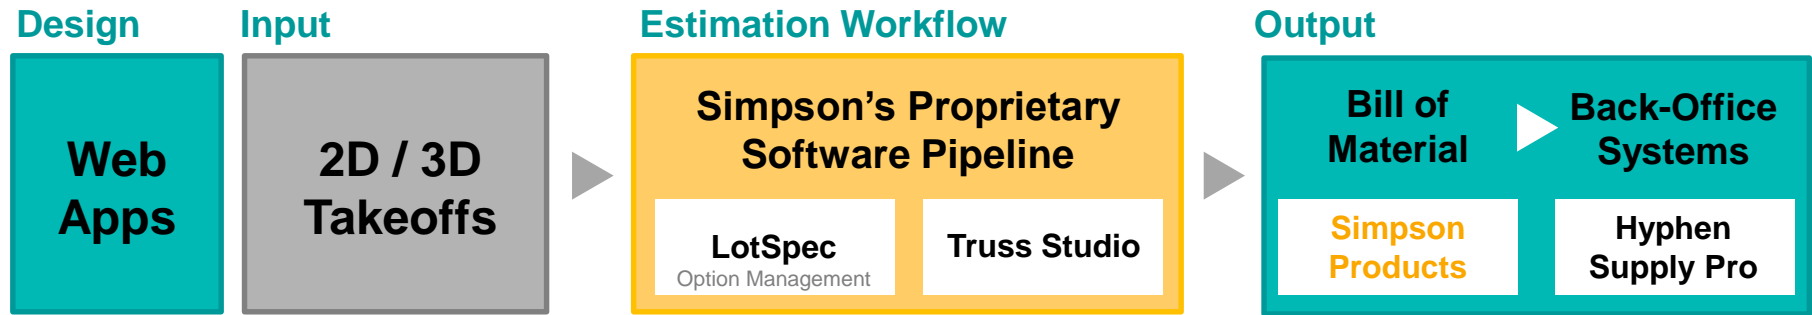 Design
Input
Estimation Workflow
Output
Web
Apps
2D / 3D
Takeoffs
Simpson’s Proprietary
Software Pipeline
LotSpec
Option Management
Truss Studio
Bill of
Material
Back-Office
Systems
Simpson
Products
Hyphen
Supply Pro